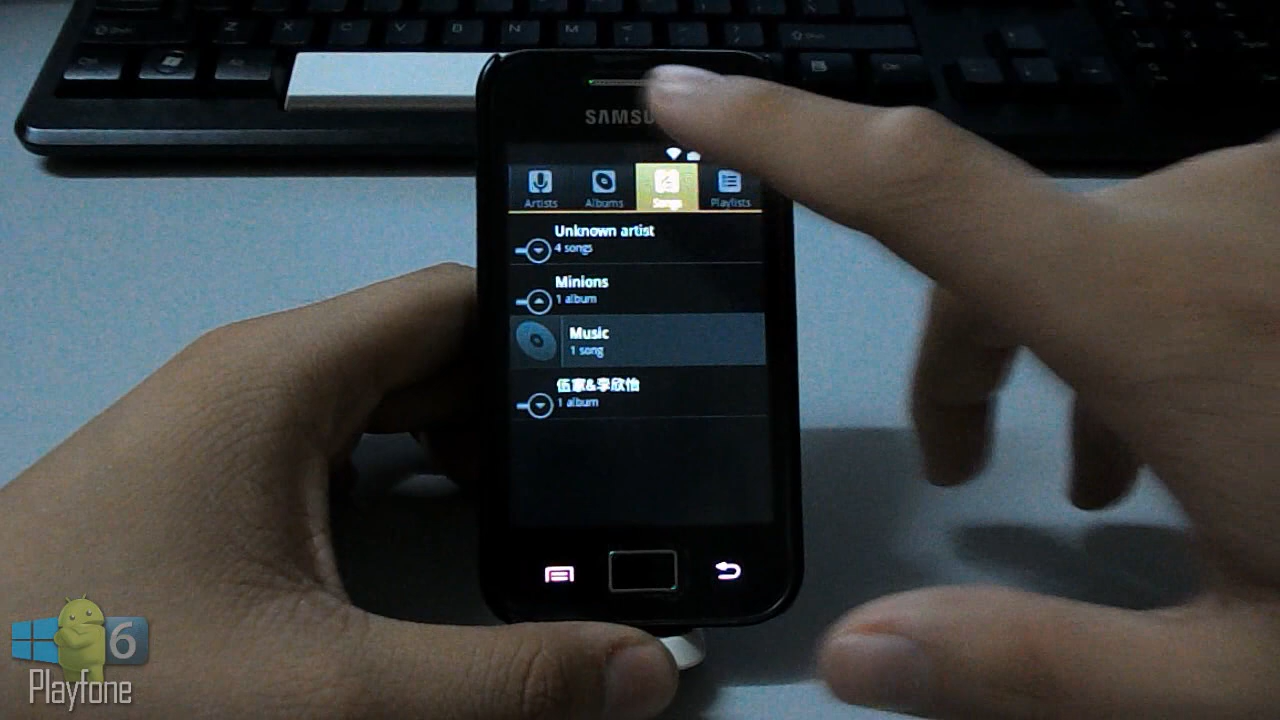 Z X C V B N M
SAMSU
Artists Albums Songs Playlists
Unknown artist
4 songs
Minions
1 album
Music
1 song
伍家&李欣怡
1 album
6
Playfone